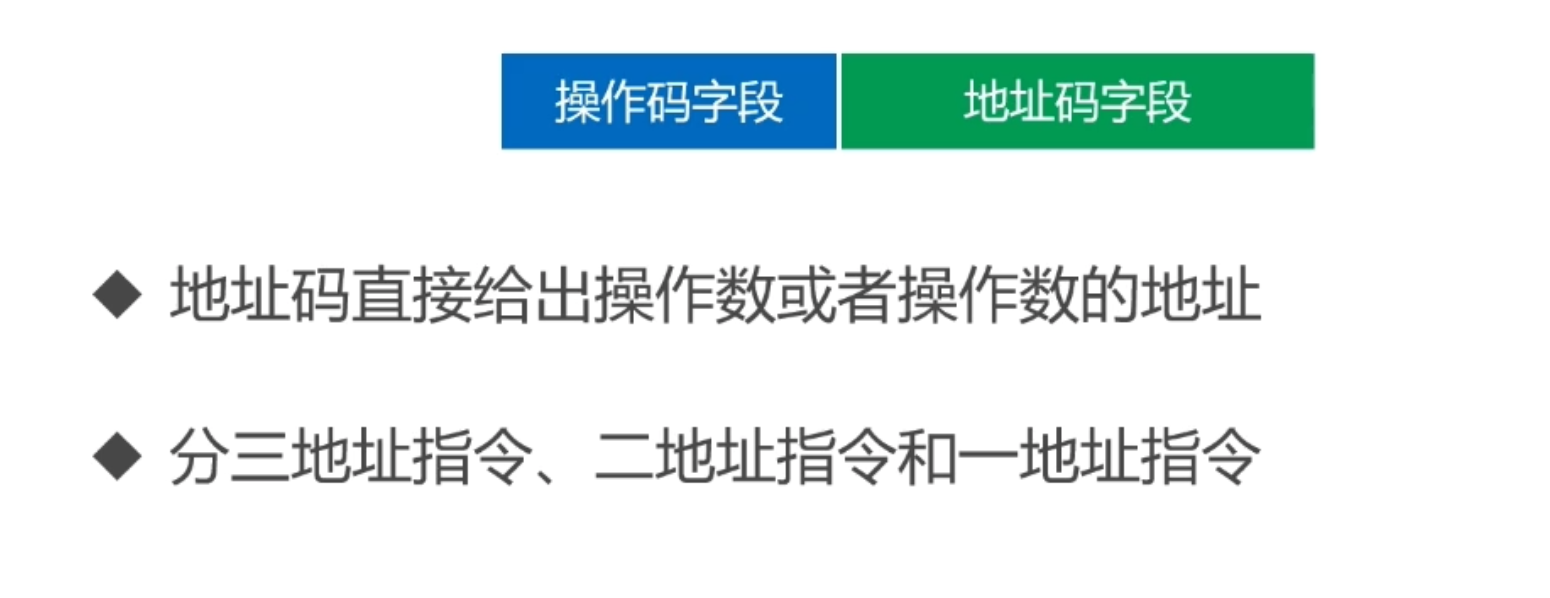 操作码字段 地址码字段
地址码直接给出操作数或者操作数的地址
分三地址指令、二地址指令和一地址指令